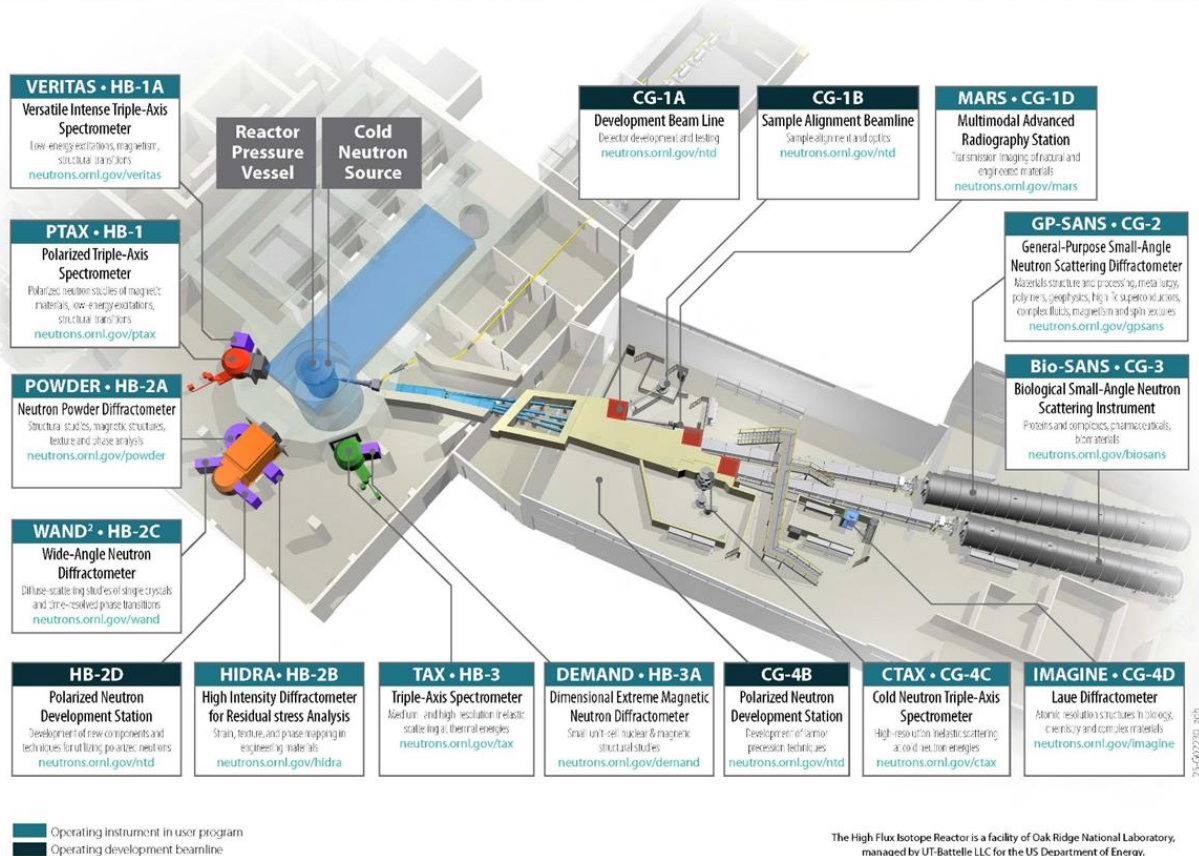 VERITAS • HB-1A
Versatile Intense Triple-Axis
Spectrometer
Low-energy excitations, magnetism,
structural transitions
neutrons.ornl.gov/veritas
Reactor
Pressure
Vessel
Cold
Neutron
Source
CG-1A
Development Beam Line
Detector development and testing
neutrons.ornl.gov/ntd
CG-1B
Sample Alignment Beamline
Sample alignment and optics
neutrons.ornl.gov/ntd
MARS • CG-1D
Multimodal Advanced
Radiography Station
Transmission imaging of natural and
engineered materials
neutrons.ornl.gov/mars
PTAX • HB-1
Polarized Triple-Axis
Spectrometer
Polarized neutron studies of magnetic
materials, low-energy excitations,
structural transitions
neutrons.ornl.gov/ptax
GP-SANS • CG-2
General-Purpose Small-Angle
Neutron Scattering Diffractometer
Materials structure and processing, metallurgy,
polymers, geophysics, high-Tc superconductors,
complex fluids, magnetism and spin textures
neutrons.ornl.gov/gpsans
POWDER • HB-2A
Neutron Powder Diffractometer
Structural studies, magnetic structures,
texture and phase analysis
neutrons.ornl.gov/powder
Bio-SANS • CG-3
Biological Small-Angle Neutron
Scattering Instrument
Proteins and complexes, pharmaceuticals,
biomaterials
neutrons.ornl.gov/biosans
WAND² • HB-2C
Wide-Angle Neutron
Diffractometer
Diffuse-scattering studies of single crystals
and time-resolved phase transitions
neutrons.ornl.gov/wand
HB-2D
Polarized Neutron
Development Station
Development of new components and
techniques for utilizing polarized neutrons
neutrons.ornl.gov/ntd
HIDRA • HB-2B
High Intensity Diffractometer
for Residual stress Analysis
Strain, texture, and phase mapping in
engineering materials
neutrons.ornl.gov/hidra
TAX • HB-3
Triple-Axis Spectrometer
Medium- and high-resolution inelastic
scattering at thermal energies
neutrons.ornl.gov/tax
DEMAND • HB-3A
Dimensional Extreme Magnetic
Neutron Diffractometer
Small unit-cell nuclear & magnetic
structural studies
neutrons.ornl.gov/demand
CG-4B
Polarized Neutron
Development Station
Development of larmor
precession techniques
neutrons.ornl.gov/ntd
CTAX • CG-4C
Cold Neutron Triple-Axis
Spectrometer
High-resolution inelastic scattering
at cold neutron energies
neutrons.ornl.gov/ctax
IMAGINE • CG-4D
Laue Diffractometer
Atomic resolution structures in biology,
chemistry and complex materials
neutrons.ornl.gov/imagine
Operating instrument in user program
Operating development beamline
The High Flux Isotope Reactor is a facility of Oak Ridge National Laboratory,
managed by UT-Battelle LLC for the US Department of Energy.